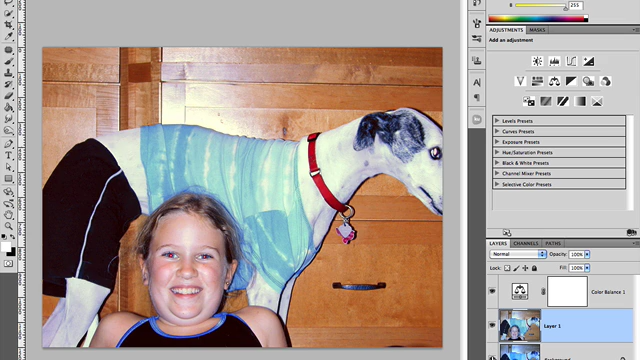 B
255
ADJUSTMENTS
MASKS
Add an adjustment
Levels Presets
Curves Presets
Exposure Presets
Hue/Saturation Presets
Black & White Presets
Channel Mixer Presets
Selective Color Presets
LAYERS
CHANNELS
PATHS
Normal
Opacity: 100%
Lock:
Fill: 100%
Color Balance 1
Layer 1
Background